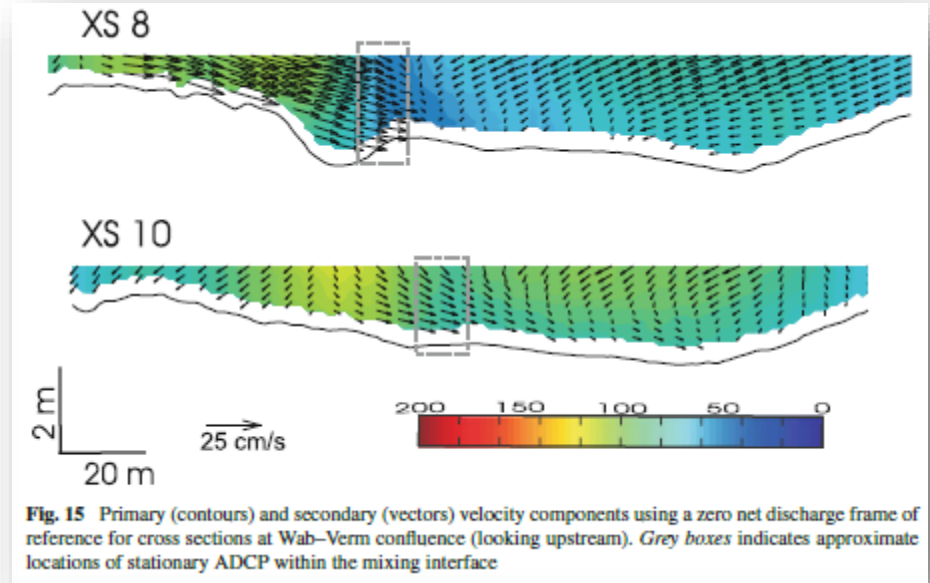 XS 8
XS 10
2 m
20 m
25 cm/s
200 150 100 50 0
Fig. 15 Primary (contours) and secondary (vectors) velocity components using a zero net discharge frame of
reference for cross sections at Wab–Verm confluence (looking upstream). Grey boxes indicates approximate
locations of stationary ADCP within the mixing interface